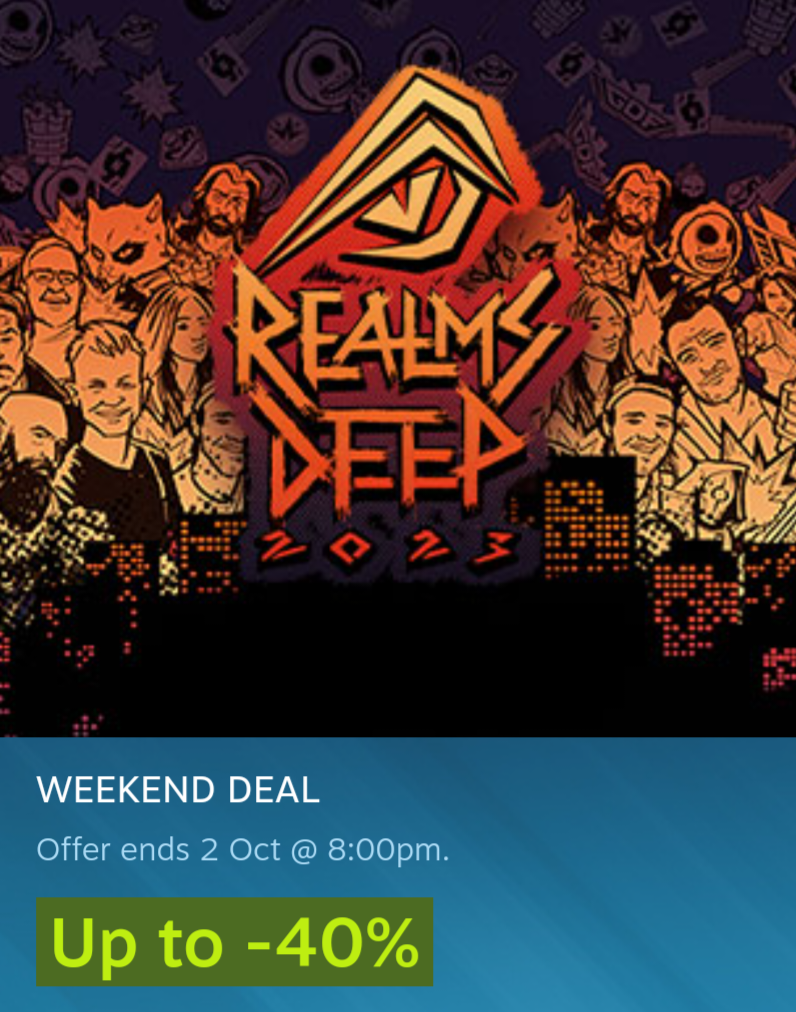 REALMS
DEEP
2023
WEEKEND DEAL
Offer ends 2 Oct @ 8:00pm.
Up to -40%